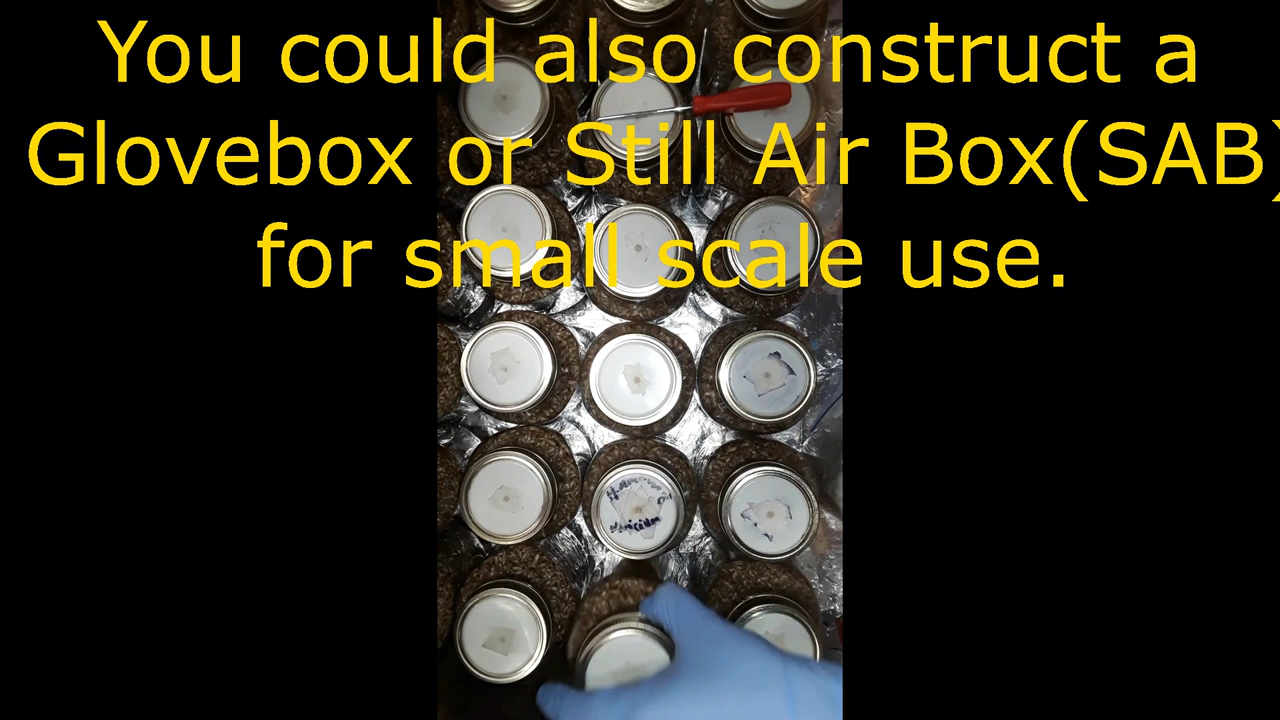 You could also construct a
Glovebox or Still Air Box(SAB)
for small scale use.